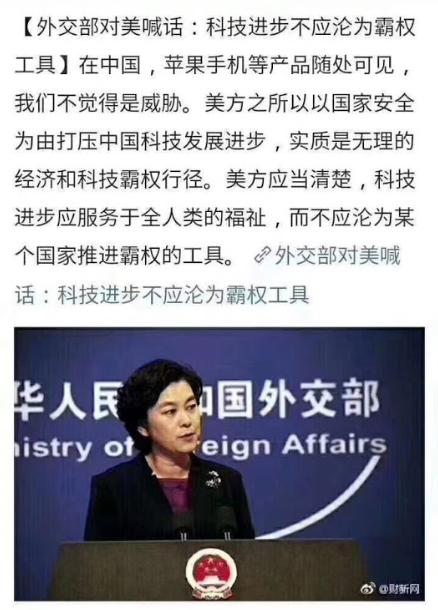 【外交部对美喊话：科技进步不应沦为霸权
工具】在中国，苹果手机等产品随处可见，
我们不觉得是威胁。美方之所以以国家安全
为由打压中国科技发展进步，实质是无理的
经济和科技霸权行径。美方应当清楚，科技
进步应服务于全人类的福祉，而不应沦为某
个国家推进霸权的工具。外交部对美喊
话：科技进步不应沦为霸权工具
华人民 和国外交部
nistry of eign Affairs
@财新网